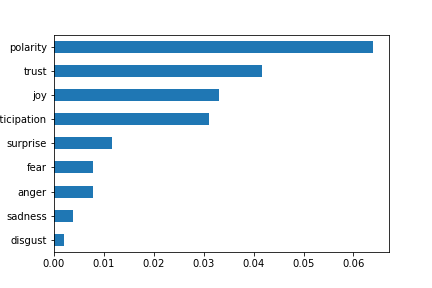 polarity
trust
joy
ticipation
surprise
fear
anger
sadness
disgust
0.00 0.01 0.02 0.03 0.04 0.05 0.06